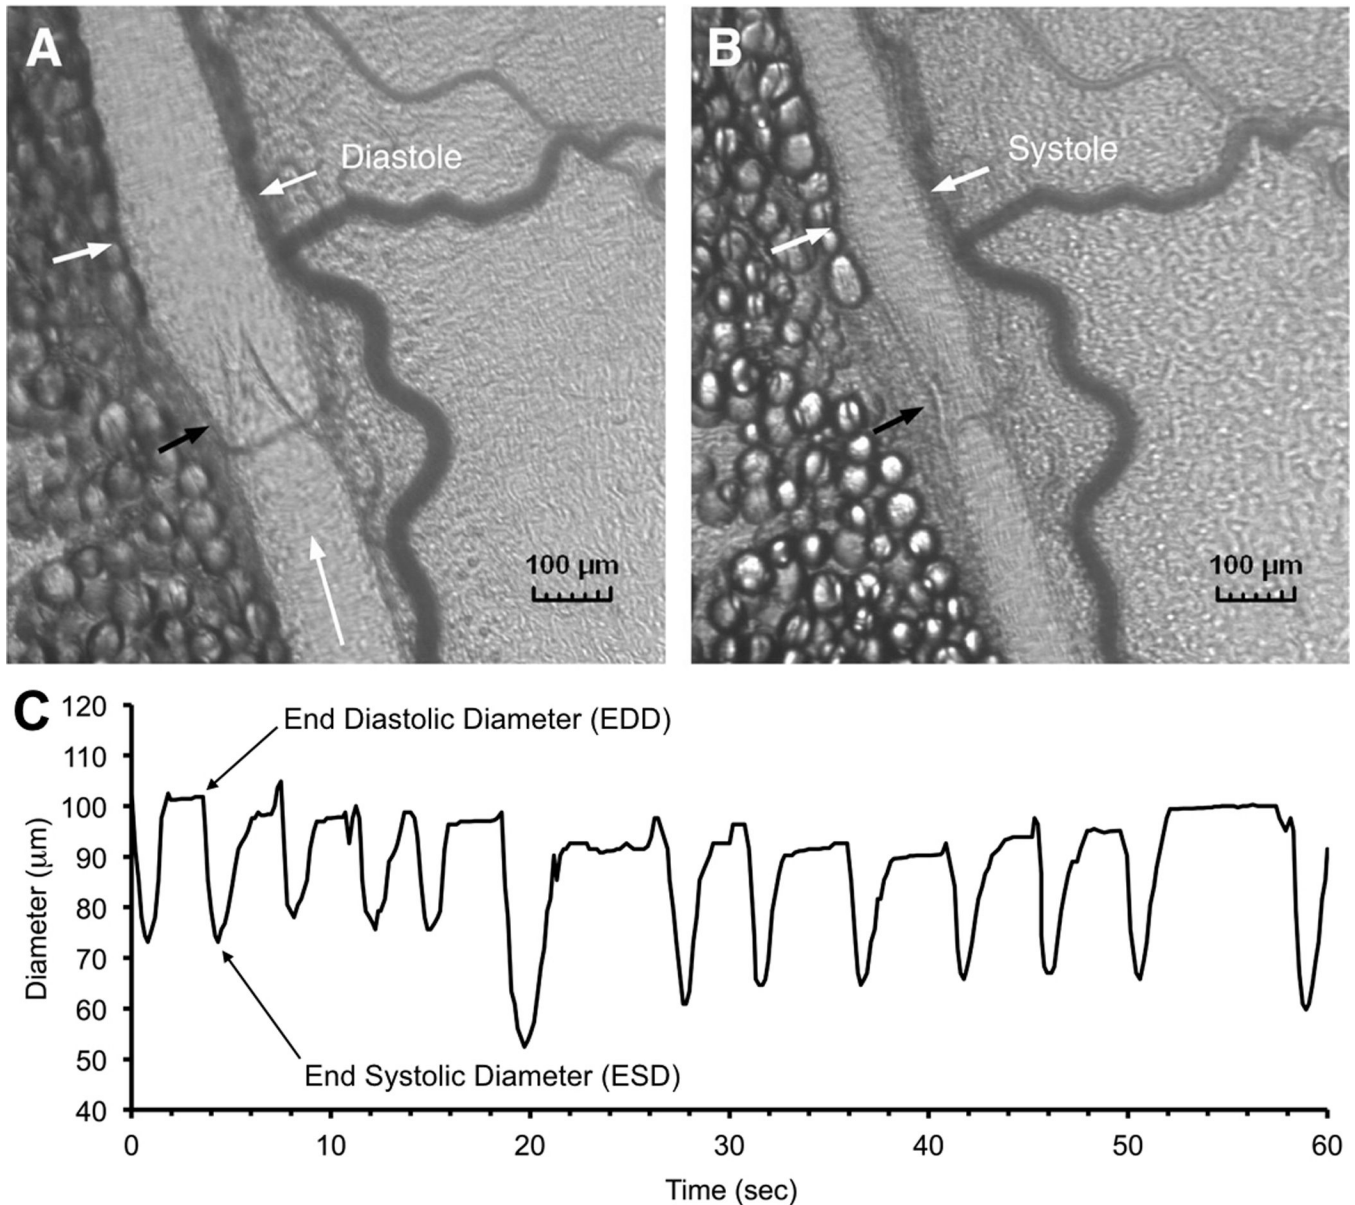 A
Diastole
100 µm
B
Systole
100 µm
C
End Diastolic Diameter (EDD)
End Systolic Diameter (ESD)
Diameter (µm)
120
110
100
90
80
70
60
50
40
0 10 20 30 40 50 60
Time (sec)